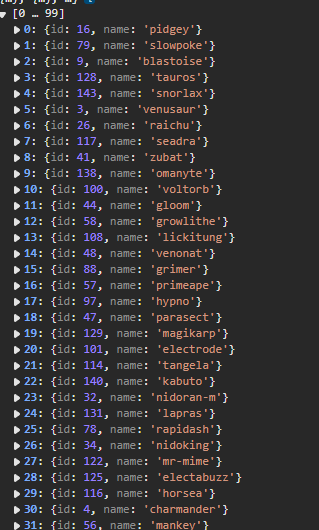 [0 … 99]
0: {id: 16, name: 'pidgey'}
1: {id: 79, name: 'slowpoke'}
2: {id: 9, name: 'blastoise'}
3: {id: 128, name: 'tauros'}
4: {id: 143, name: 'snorlax'}
5: {id: 3, name: 'venusaur'}
6: {id: 26, name: 'raichu'}
7: {id: 117, name: 'seadra'}
8: {id: 41, name: 'zubat'}
9: {id: 138, name: 'omanyte'}
10: {id: 100, name: 'voltorb'}
11: {id: 44, name: 'gloom'}
12: {id: 58, name: 'growlithe'}
13: {id: 108, name: 'lickitung'}
14: {id: 48, name: 'venonat'}
15: {id: 88, name: 'grimer'}
16: {id: 57, name: 'primeape'}
17: {id: 97, name: 'hypno'}
18: {id: 47, name: 'parasect'}
19: {id: 129, name: 'magikarp'}
20: {id: 101, name: 'electrode'}
21: {id: 114, name: 'tangela'}
22: {id: 140, name: 'kabuto'}
23: {id: 32, name: 'nidoran-m'}
24: {id: 131, name: 'lapras'}
25: {id: 78, name: 'rapidash'}
26: {id: 34, name: 'nidoking'}
27: {id: 122, name: 'mr-mime'}
28: {id: 125, name: 'electabuzz'}
29: {id: 116, name: 'horsea'}
30: {id: 4, name: 'charmander'}
31: {id: 56, name: 'mankey'}